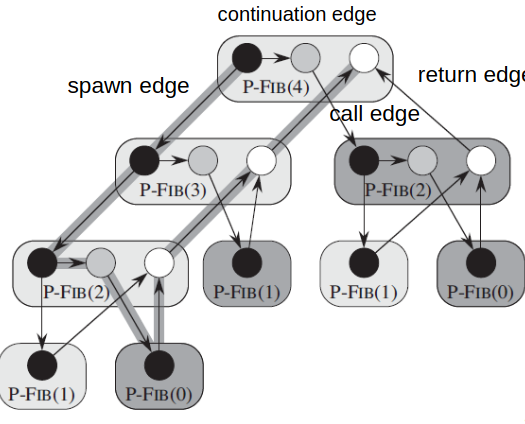 continuation edge
spawn edge
P-FIB(4)
return edge
call edge
P-FIB(3)
P-FIB(2)
P-FIB(2)
P-FIB(1)
P-FIB(1)
P-FIB(0)
P-FIB(1)
P-FIB(0)